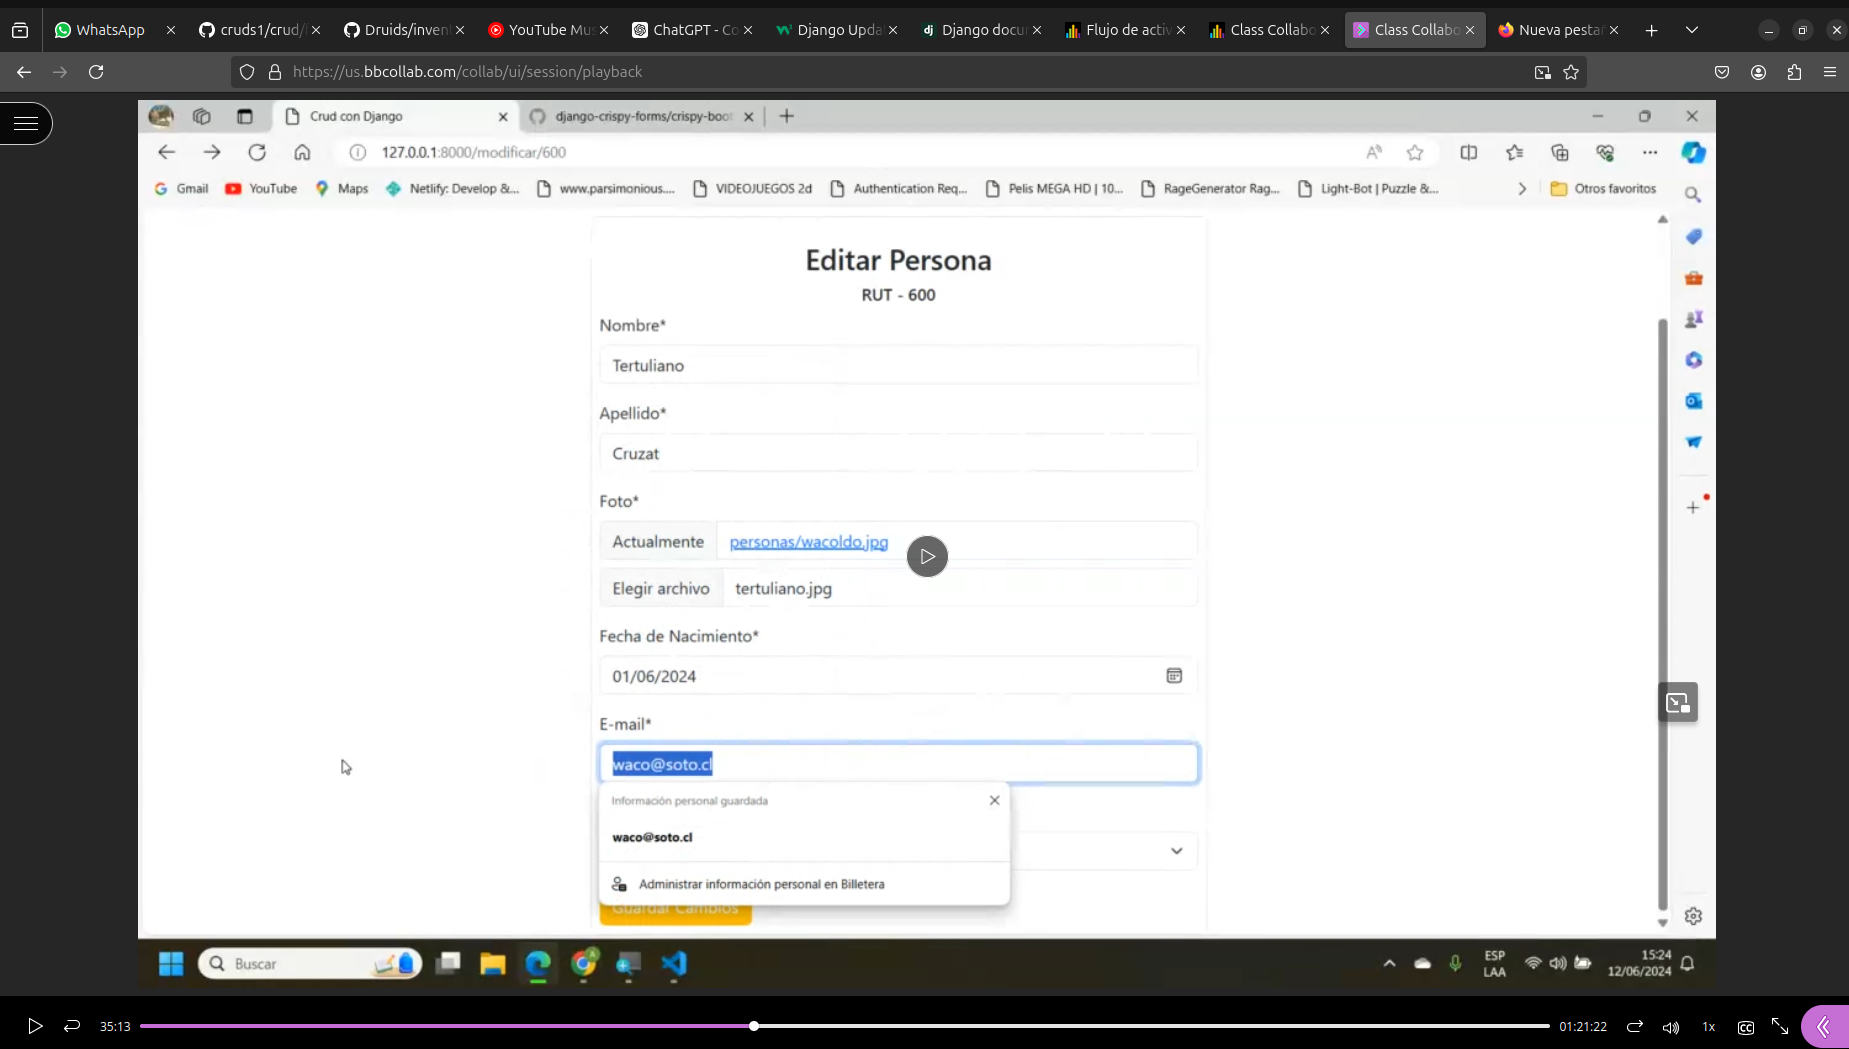 WhatsApp
cruds1/crud/
Druids/inven
YouTube Mus
ChatGPT - Co
Django Upda
Django docu
Flujo de activ
Class Collabo
Class Collabo
Nueva pestañ
https://us.bbcollab.com/collab/ui/session/playback
Crud con Django
django-crispy-forms/crispy-boot
127.0.0.1:8000/modificar/600
Gmail
YouTube
Maps
Netlify: Develop &...
www.parsimonious....
VIDEOJUEGOS 2d
Authentication Req...
Pelis MEGA HD | 10...
RageGenerator Rag...
Light-Bot | Puzzle &...
Otros favoritos
Editar Persona
RUT - 600
Nombre*
Tertuliano
Apellido*
Cruzat
Foto*
Actualmente
personas/wacoldo.jpg
Elegir archivo
tertuliano.jpg
Fecha de Nacimiento*
01/06/2024
E-mail*
waco@soto.cl
Información personal guardada
waco@soto.cl
Administrar información personal en Billetera
Guardar Cambios
Buscar
ESP
LAA
15:24
12/06/2024
35:13
01:21:22
1x
CC